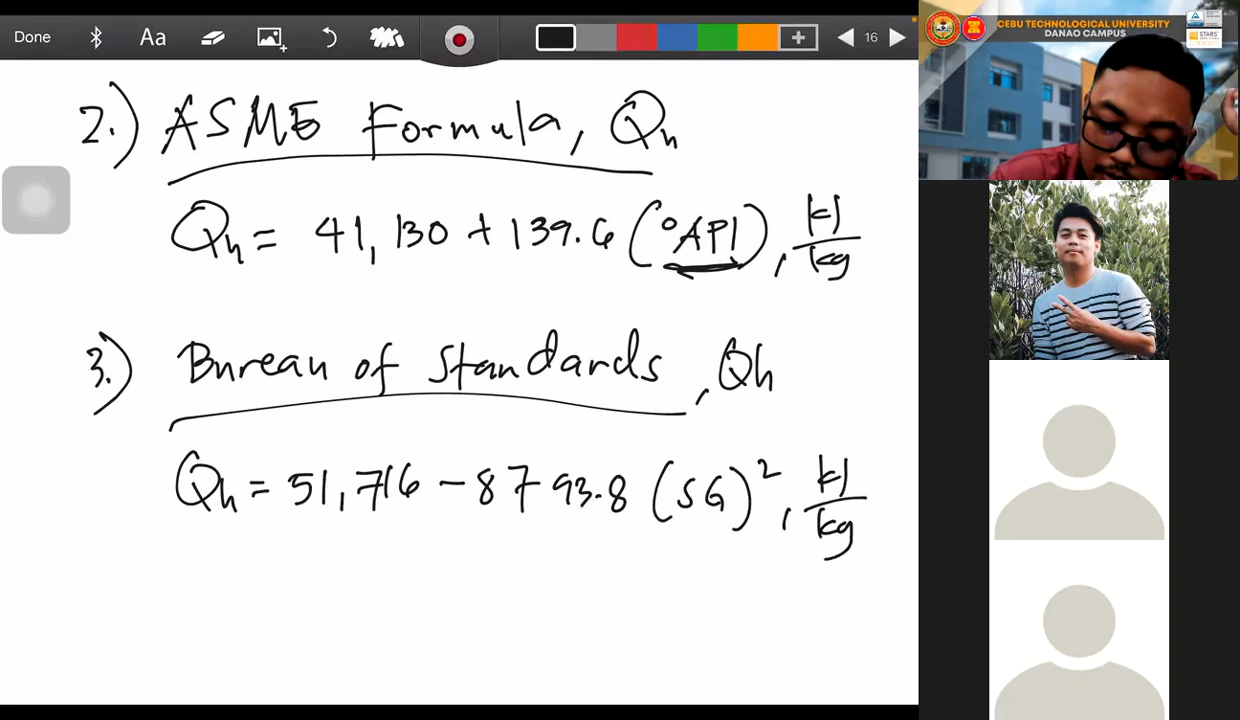 Done
Aa
16
2.) ASME Formula, Qh
Qh = 41,130 + 139.6 (°API), kJ/kg
3.) Bureau of Standards, Qh
Qh = 51,716 - 8793.8 (SG)², kJ/kg
CEBU TECHNOLOGICAL UNIVERSITY
DANAO CAMPUS
STARS